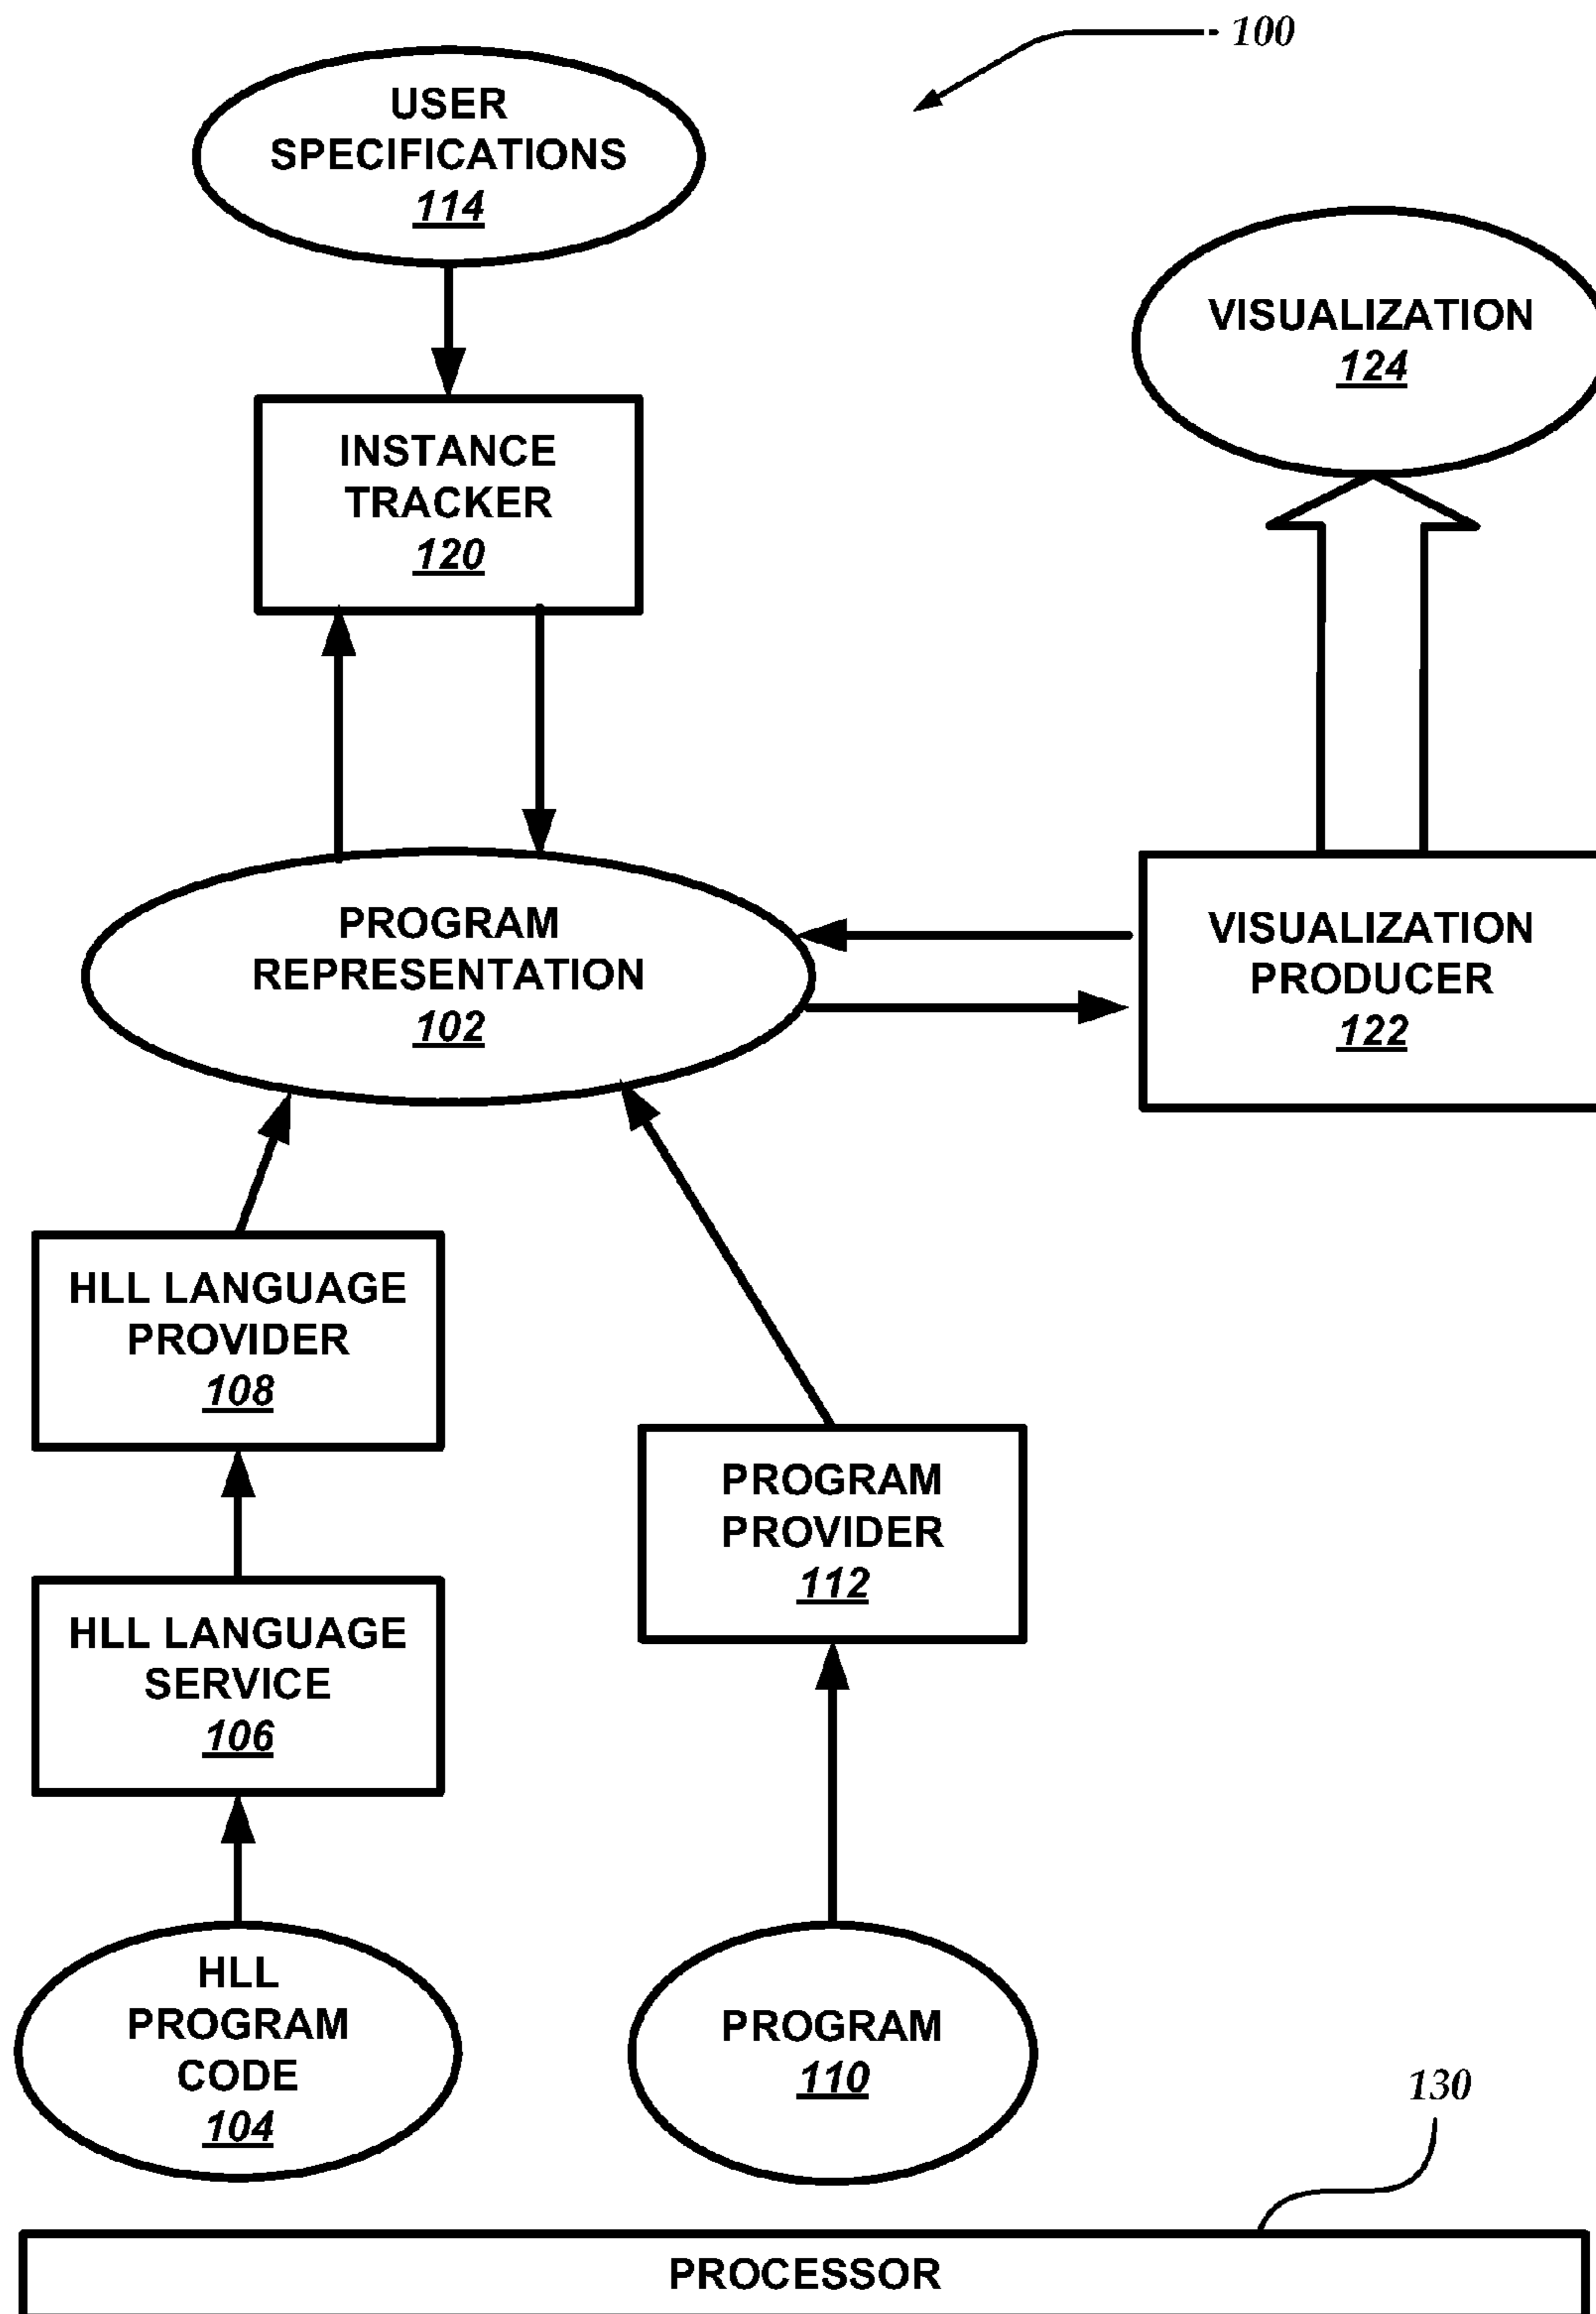 100
USER
SPECIFICATIONS
114
VISUALIZATION
124
INSTANCE
TRACKER
120
PROGRAM
REPRESENTATION
102
VISUALIZATION
PRODUCER
122
HLL LANGUAGE
PROVIDER
108
PROGRAM
PROVIDER
112
HLL LANGUAGE
SERVICE
106
HLL
PROGRAM
CODE
104
PROGRAM
110
130
PROCESSOR